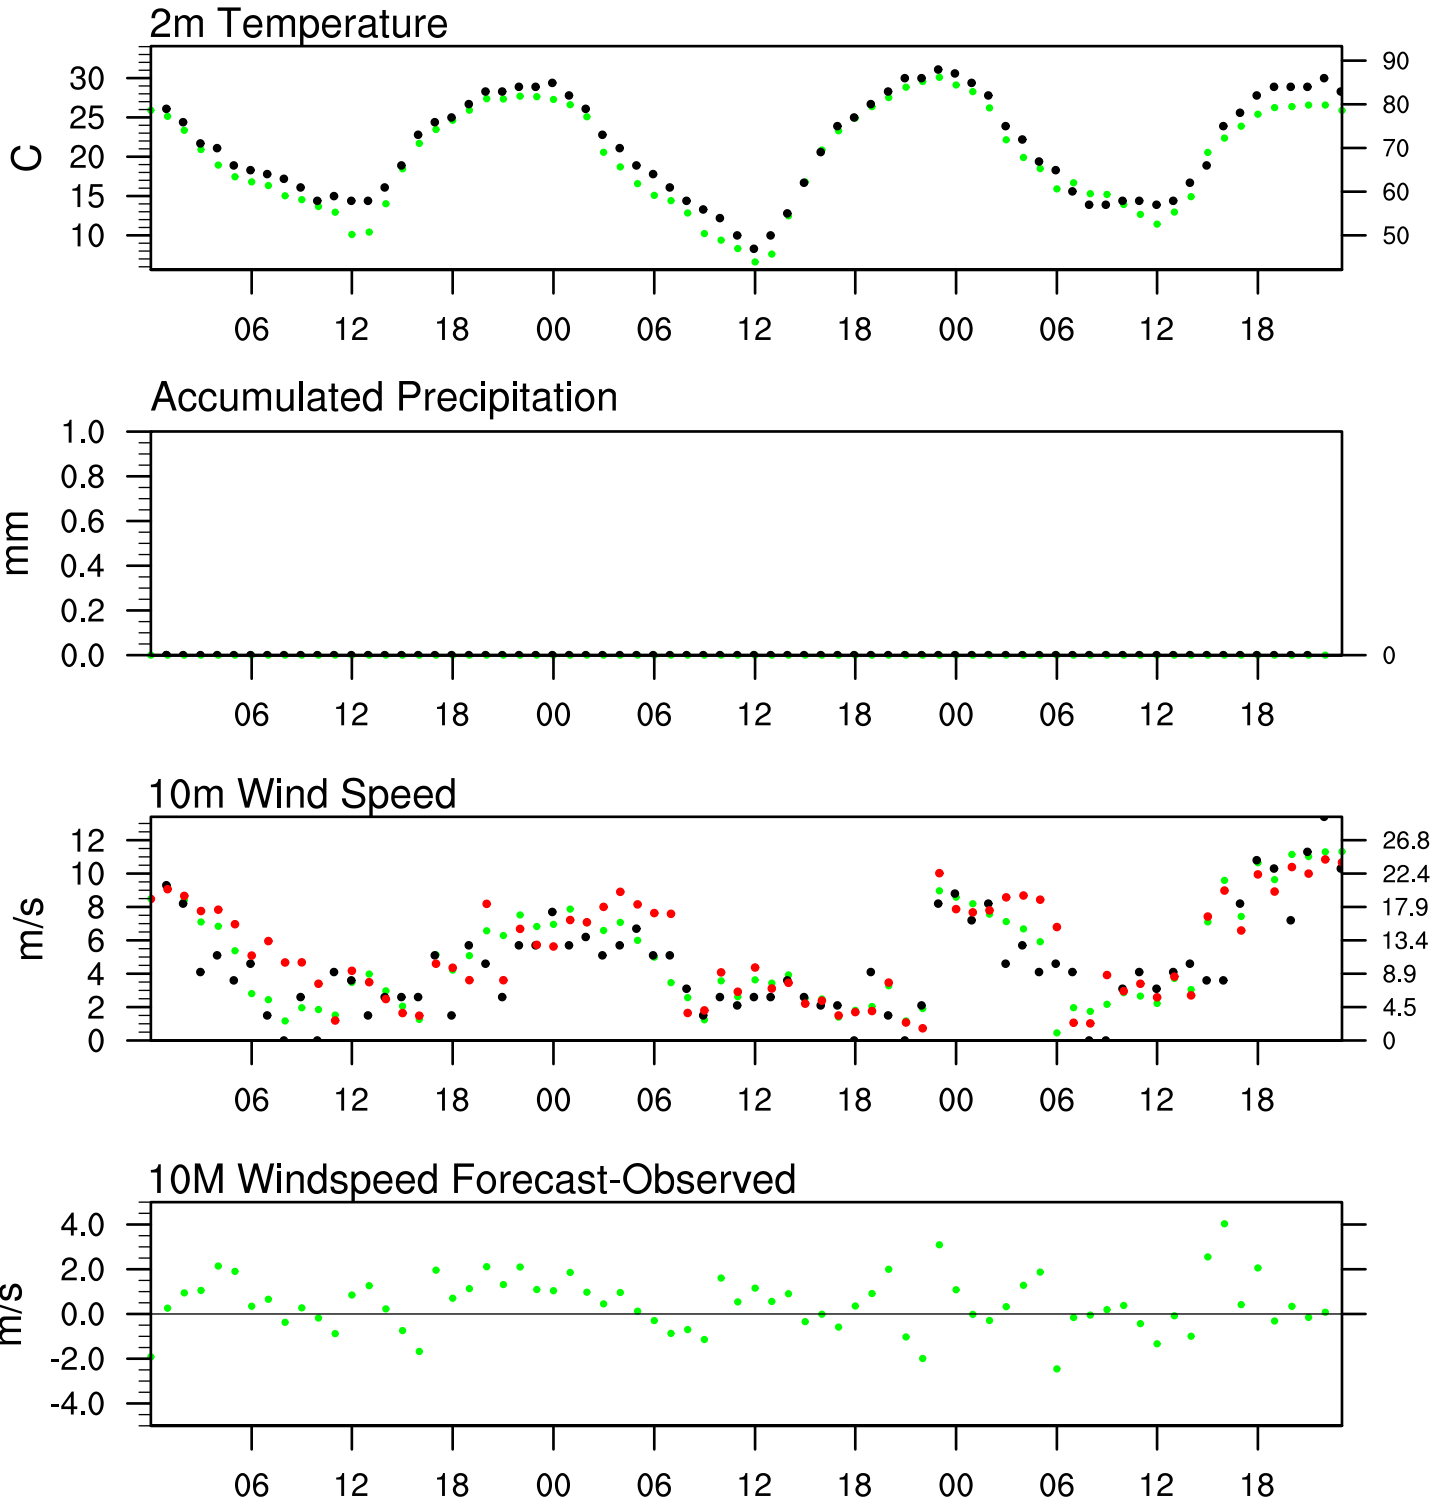 2m Temperature
30 90
25 80
C 20 70
15 60
10 50
06 12 18 00 06 12 18 00 06 12 18
Accumulated Precipitation
1.0
0.8
0.6
mm
0.4
0.2
0.0 0
06 12 18 00 06 12 18 00 06 12 18
10m Wind Speed
12 26.8
10 22.4
8 17.9
m/s 6 13.4
4 8.9
2 4.5
0 0
06 12 18 00 06 12 18 00 06 12 18
10M Windspeed Forecast-Observed
4.0
2.0
m/s 0.0
-2.0
-4.0
06 12 18 00 06 12 18 00 06 12 18